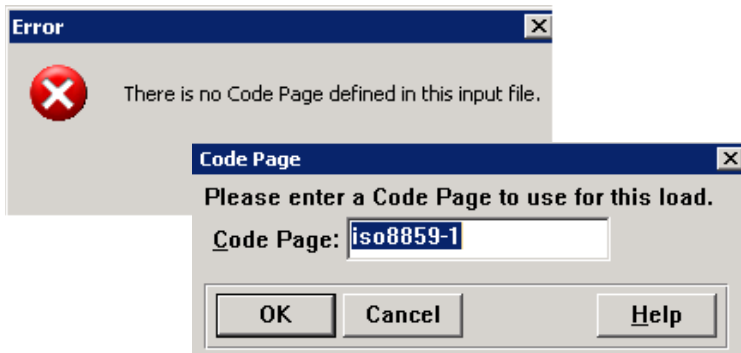 Error
There is no Code Page defined in this input file.
Code Page
Please enter a Code Page to use for this load.
Code Page: iso8859-1
OK Cancel Help